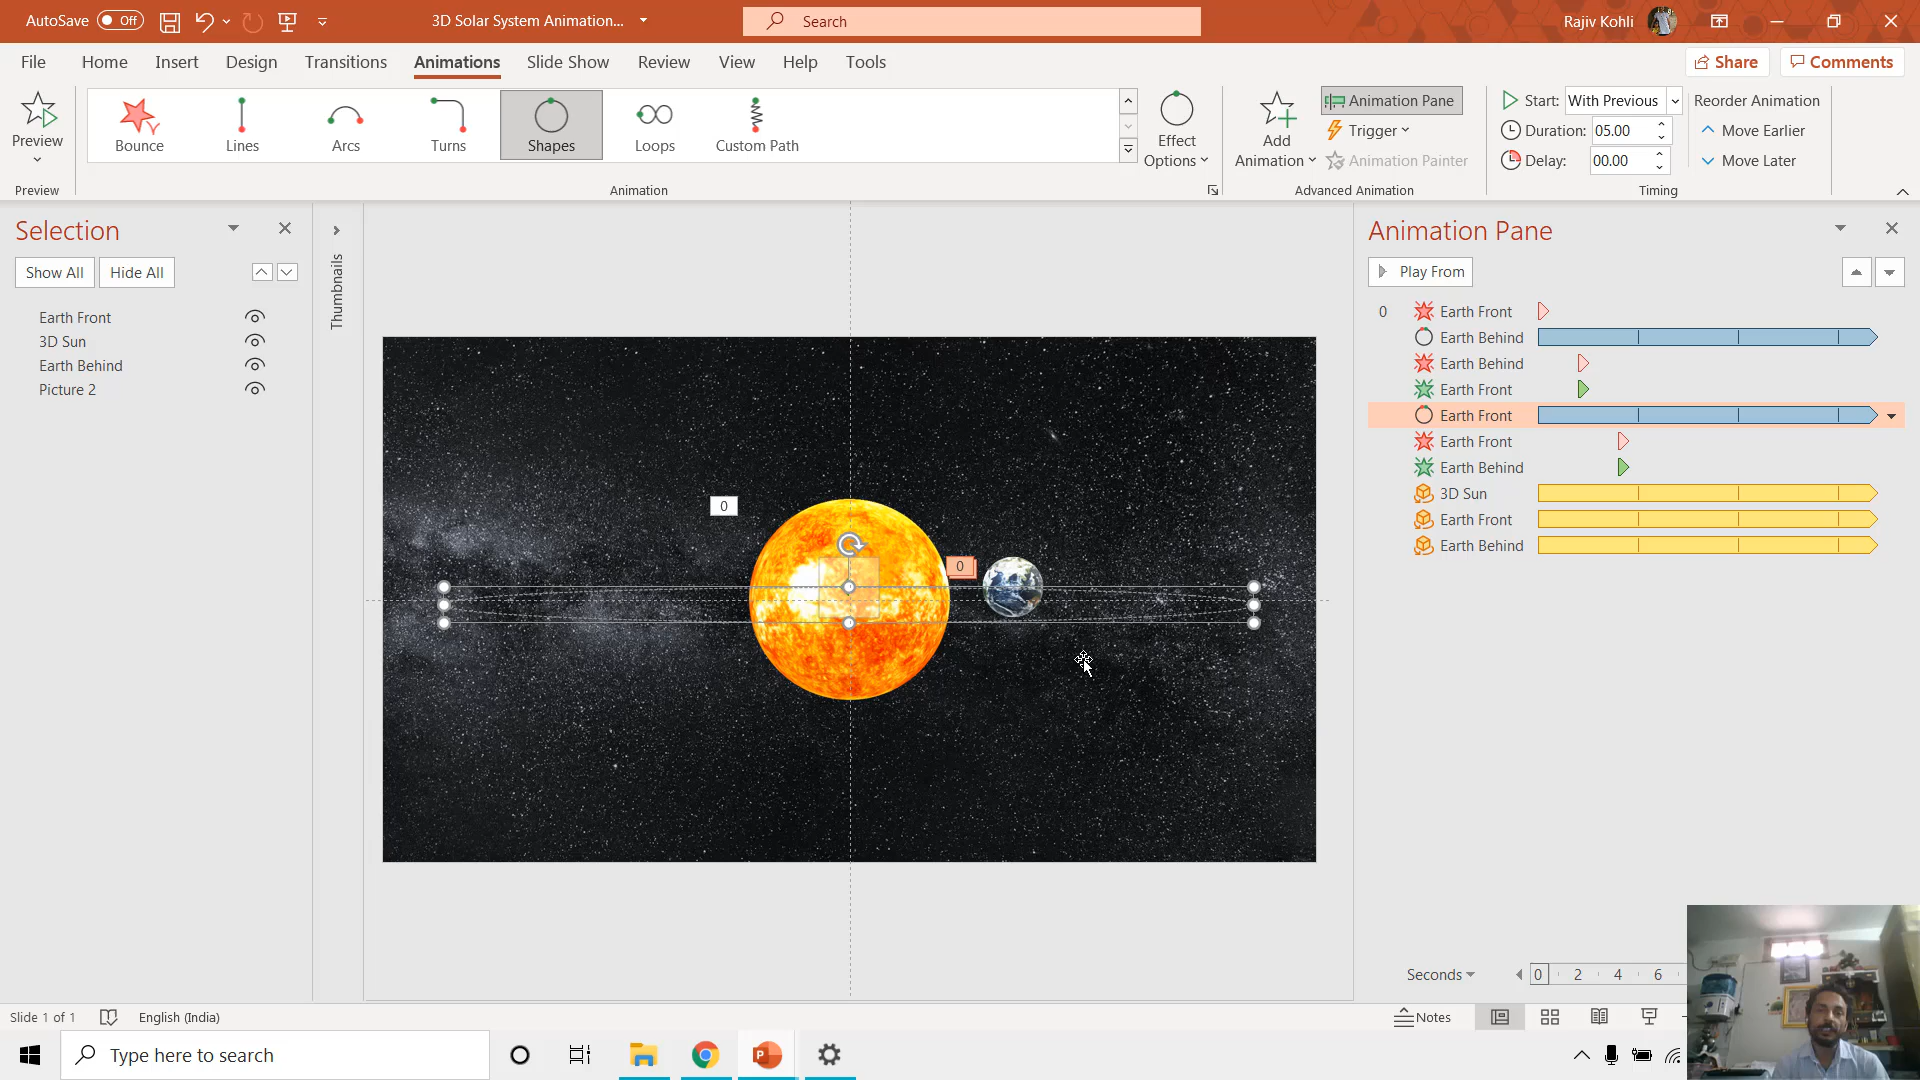 AutoSave Off 3D Solar System Animation... Search Rajiv Kohli
File Home Insert Design Transitions Animations Slide Show Review View Help Tools Share Comments
Preview
Bounce Lines Arcs Turns Shapes Loops Custom Path
Effect
Options
Add
Animation
Animation Pane
Trigger
Animation Painter
Start: With Previous
Duration: 05.00
Delay: 00.00
Reorder Animation
Move Earlier
Move Later
Preview Animation Advanced Animation Timing
Selection
Show All Hide All
Earth Front
3D Sun
Earth Behind
Picture 2
Thumbnails
0
0
Animation Pane
Play From
0 Earth Front
Earth Behind
Earth Behind
Earth Front
Earth Front
Earth Front
Earth Behind
3D Sun
Earth Front
Earth Behind
Seconds 0 2 4 6
Slide 1 of 1 English (India) Notes
Type here to search